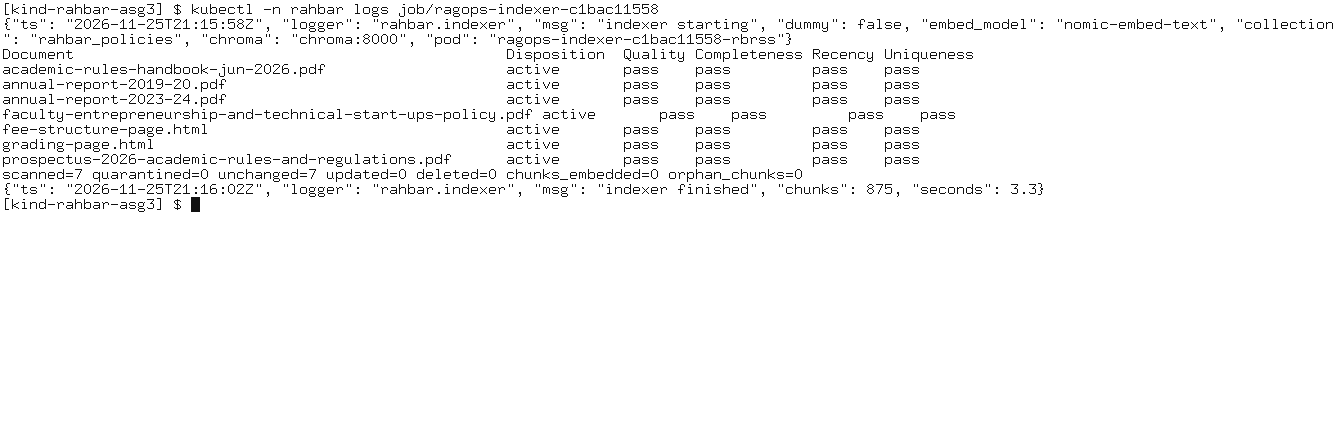 [kind-rahbar-asg3] $ kubectl -n rahbar logs job/ragops-indexer-c1bac11558
{"ts": "2026-11-25T21:15:58Z", "logger": "rahbar.indexer", "msg": "indexer starting", "dummy": false, "embed_model": "nomic-embed-text", "collection
": "rahbar_policies", "chroma": "chroma:8000", "pod": "ragops-indexer-c1bac11558-rbrss"}
Document                                                Disposition  Quality Completeness Recency Uniqueness
academic-rules-handbook-jun-2026.pdf                    active       pass    pass         pass    pass
annual-report-2019-20.pdf                               active       pass    pass         pass    pass
annual-report-2023-24.pdf                               active       pass    pass         pass    pass
faculty-entrepreneurship-and-technical-start-ups-policy.pdf active       pass    pass         pass    pass
fee-structure-page.html                                 active       pass    pass         pass    pass
grading-page.html                                       active       pass    pass         pass    pass
prospectus-2026-academic-rules-and-regulations.pdf      active       pass    pass         pass    pass
scanned=7 quarantined=0 unchanged=7 updated=0 deleted=0 chunks_embedded=0 orphan_chunks=0
{"ts": "2026-11-25T21:16:02Z", "logger": "rahbar.indexer", "msg": "indexer finished", "chunks": 875, "seconds": 3.3}
[kind-rahbar-asg3] $